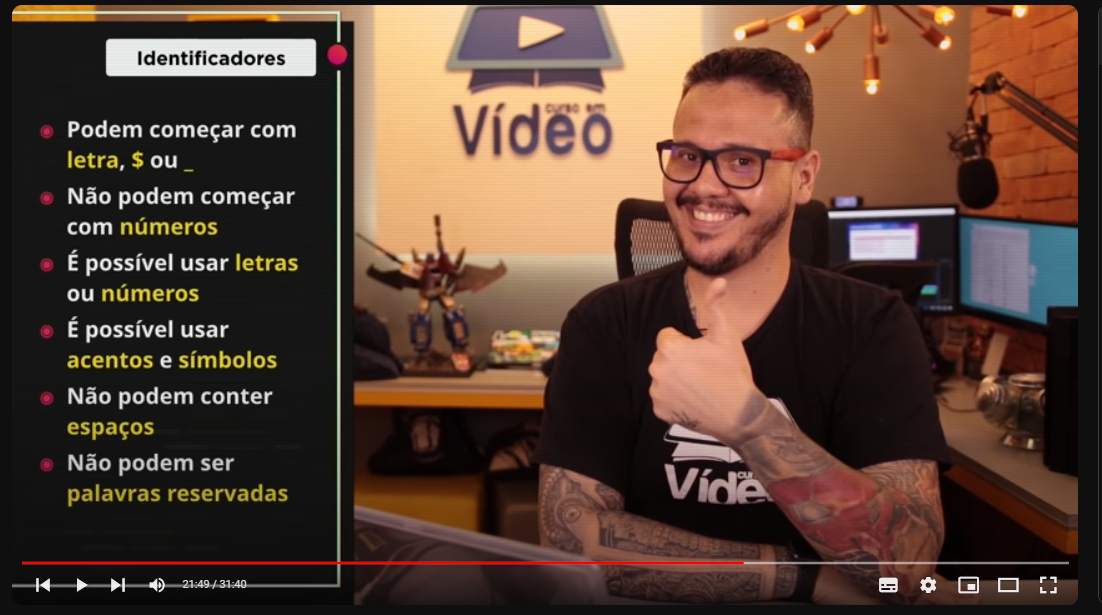 Identificadores
Podem começar com
letra, $ ou _
Não podem começar
com números
É possível usar letras
ou números
É possível usar
acentos e símbolos
Não podem conter
espaços
Não podem ser
palavras reservadas
curso em
Vídeo
Víde
21:49 / 31:40